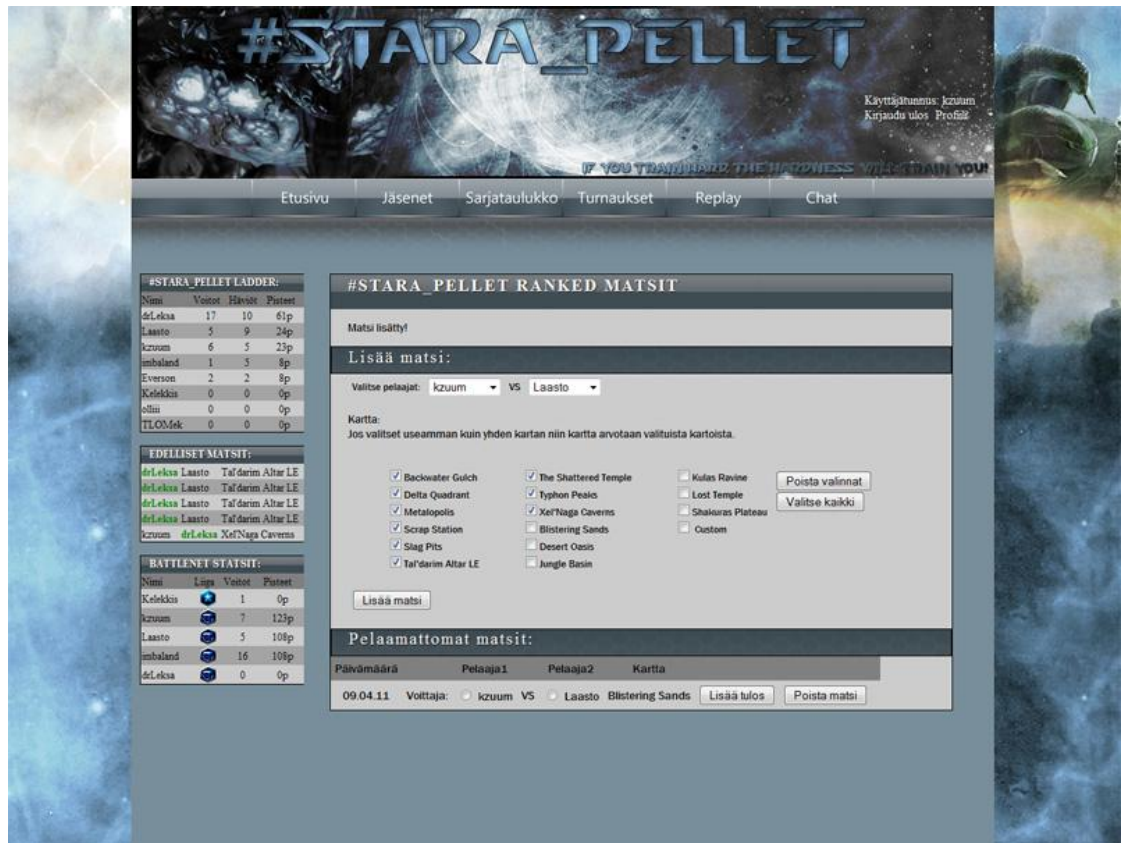 #STARA_PELLET
Käyttäjätunnus: kzuum
Kirjaudu ulos Profiili
IF YOU TRAIN HARD THE HARDNESS WILL TRAIN YOU!
Etusivu Jäsenet Sarjataulukko Turnaukset Replay Chat
#STARA_PELLET LADDER:
Nimi Voitot Häviöt Pisteet
drLeksa 17 10 61p
Laasto 5 9 24p
kzuum 6 5 23p
imbaland 1 5 8p
Everson 2 2 8p
Kelekkis 0 0 0p
olliii 0 0 0p
TLOMek 0 0 0p
EDELLISET MATSIT:
drLeksa Laasto Tal'darim Altar LE
drLeksa Laasto Tal'darim Altar LE
drLeksa Laasto Tal'darim Altar LE
drLeksa Laasto Tal'darim Altar LE
kzuum drLeksa Xel'Naga Caverns
BATTLENET STATSIT:
Nimi Liiga Voitot Pisteet
Kelekkis 1 0p
kzuum 7 123p
Laasto 5 108p
imbaland 16 108p
drLeksa 0 0p
#STARA_PELLET RANKED MATSIT
Matsi lisätty!
Lisää matsi:
Valitse pelaajat: kzuum VS Laasto
Kartta:
Jos valitset useamman kuin yhden kartan niin kartta arvotaan valituista kartoista.
Backwater Gulch The Shattered Temple Kulas Ravine
Delta Quadrant Typhon Peaks Lost Temple
Metalopolis Xel'Naga Caverns Shakuras Plateau
Scrap Station Blistering Sands Custom
Slag Pits Desert Oasis
Tal'darim Altar LE Jungle Basin
Poista valinnat
Valitse kaikki
Lisää matsi
Pelaamattomat matsit:
Päivämäärä Pelaaja1 Pelaaja2 Kartta
09.04.11 Voittaja: kzuum VS Laasto Blistering Sands Lisää tulos Poista matsi